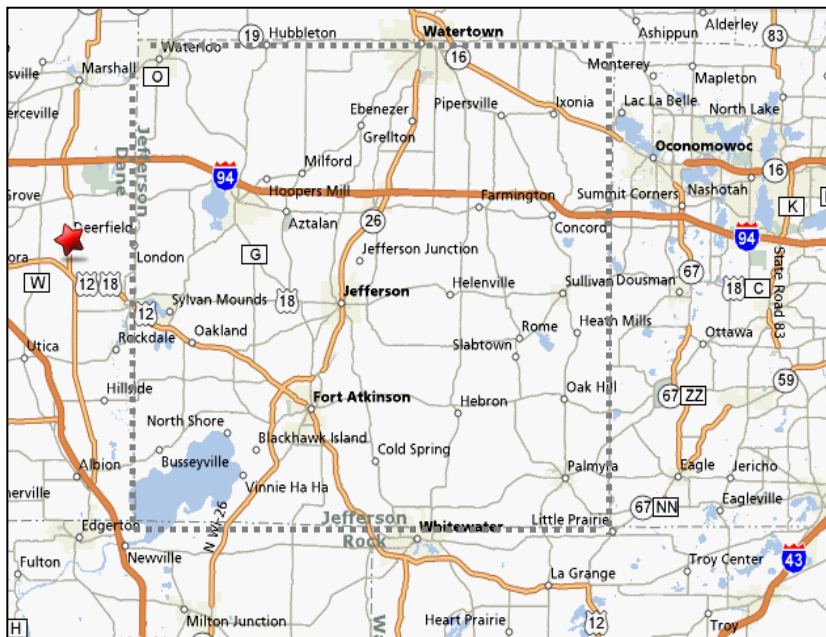 Alderley
19
Hubbleton
Watertown
Ashippun
83
Waterloo
16
Marshall
O
Monterey
Mapleton
erceville
Ebenezer
Pipersville
Ixonia
Lac La Belle
North Lake
Grellton
Jefferson
Dane
Oconomowoc
Milford
94
16
Hoopers Mill
Farmington
Summit Corners
Nashotah
Grove
K
Aztalan
26
Concord
Deerfield
94
ora
London
G
Jefferson Junction
67
State Road 83
W
12
18
Helenville
Sullivan
Dousman
18
C
Sylvan Mounds
18
Jefferson
12
Oakland
Rome
Heath Mills
Rockdale
Utica
Slabtown
Ottawa
59
Hillside
Fort Atkinson
Oak Hill
67
ZZ
Hebron
North Shore
Blackhawk Island
Cold Spring
Busseyville
Albion
Palmyra
Eagle
Jericho
nerville
Vinnie Ha Ha
67
NN
Eagleville
N WI-26
Jefferson
Rock
Whitewater
Little Prairie
Edgerton
Newville
43
Fulton
Troy Center
La Grange
Milton Junction
Wa
Heart Prairie
12
Troy
H